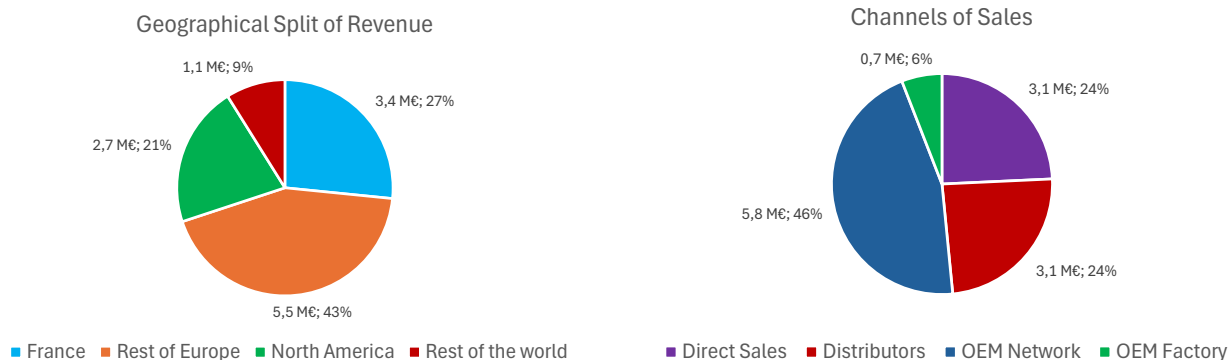 Geographical Split of Revenue
1,1 M€; 9%
3,4 M€; 27%
2,7 M€; 21%
5,5 M€; 43%
France Rest of Europe North America Rest of the world
Channels of Sales
0,7 M€; 6%
3,1 M€; 24%
5,8 M€; 46%
3,1 M€; 24%
Direct Sales Distributors OEM Network OEM Factory